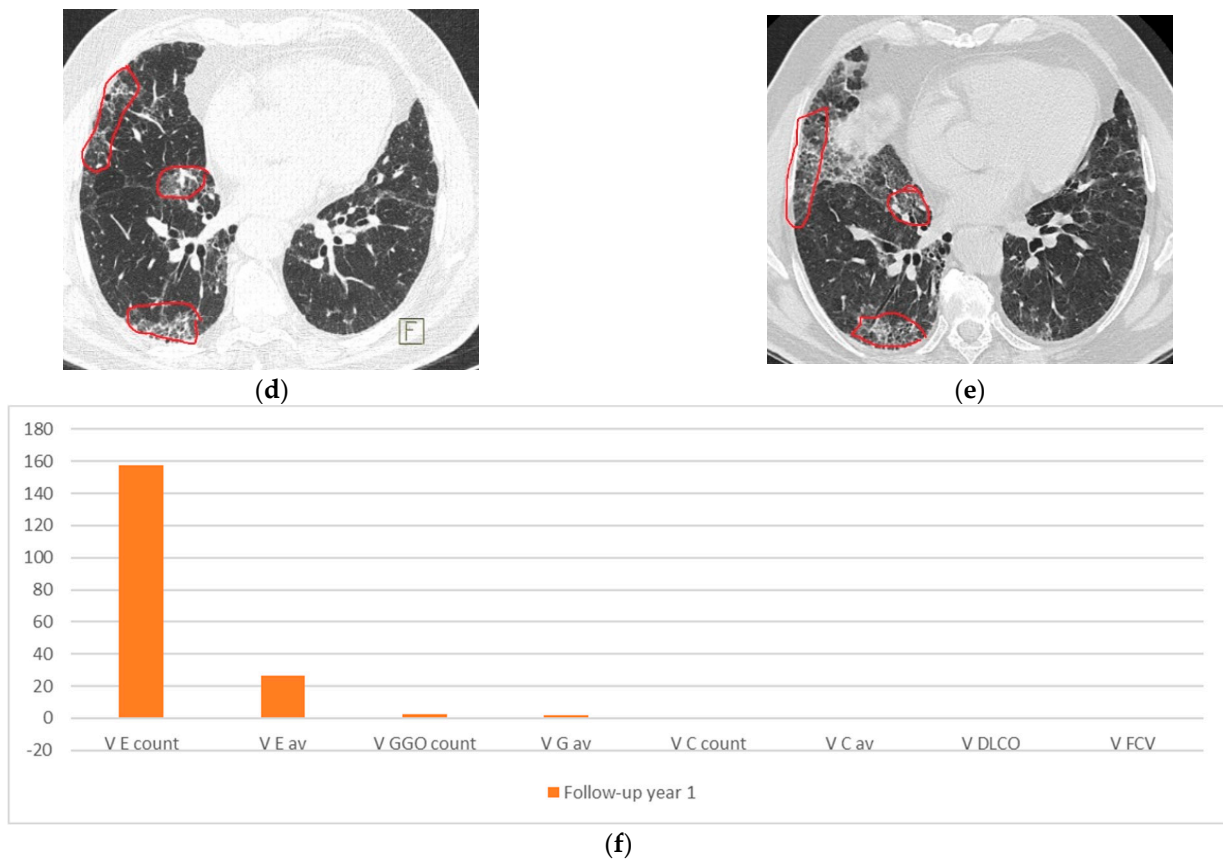 F
(d)
(e)
180
160
140
120
100
80
60
40
20
0
-20
V E count
V E av
V GGO count
V G av
V C count
V C av
V DLCO
V FCV
Follow-up year 1
(f)